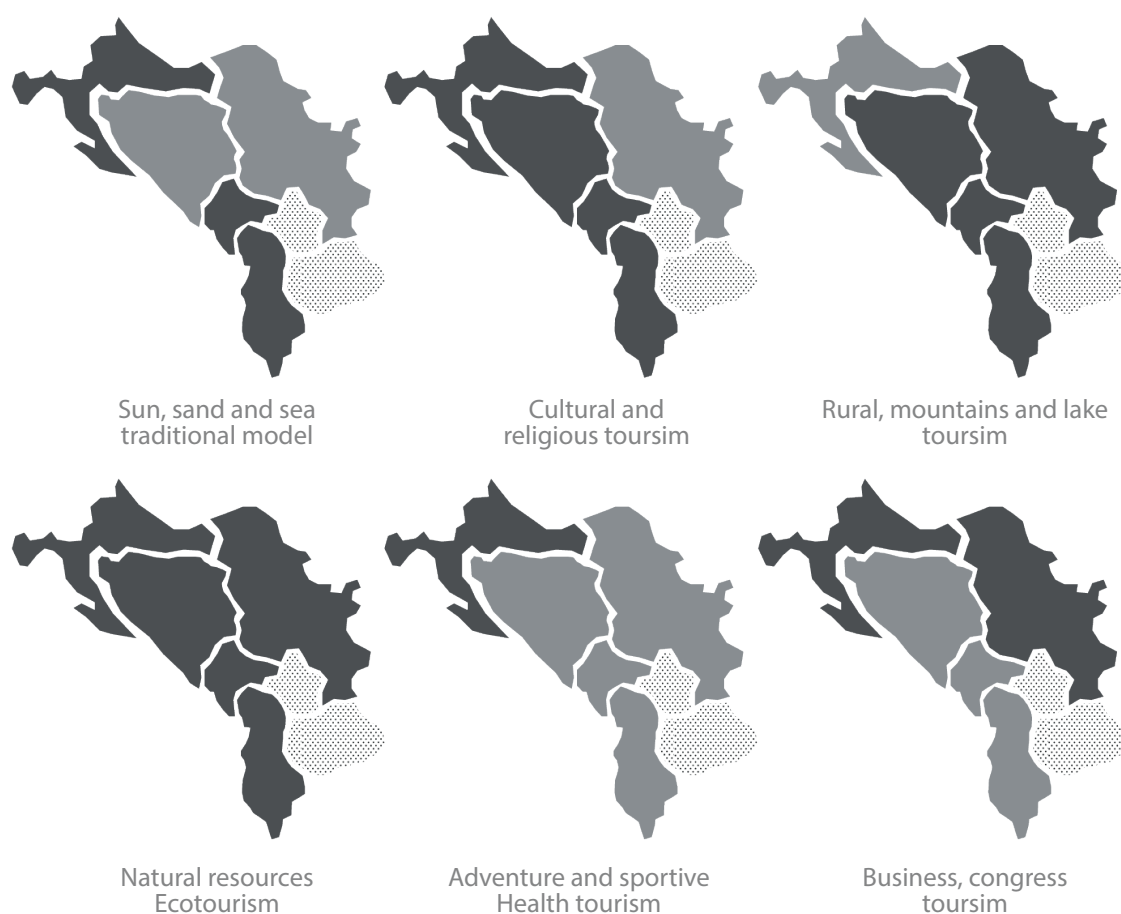 Sun, sand and sea
traditional model
Cultural and
religious toursim
Rural, mountains and lake
toursim
Natural resources
Ecotourism
Adventure and sportive
Health tourism
Business, congress
toursim